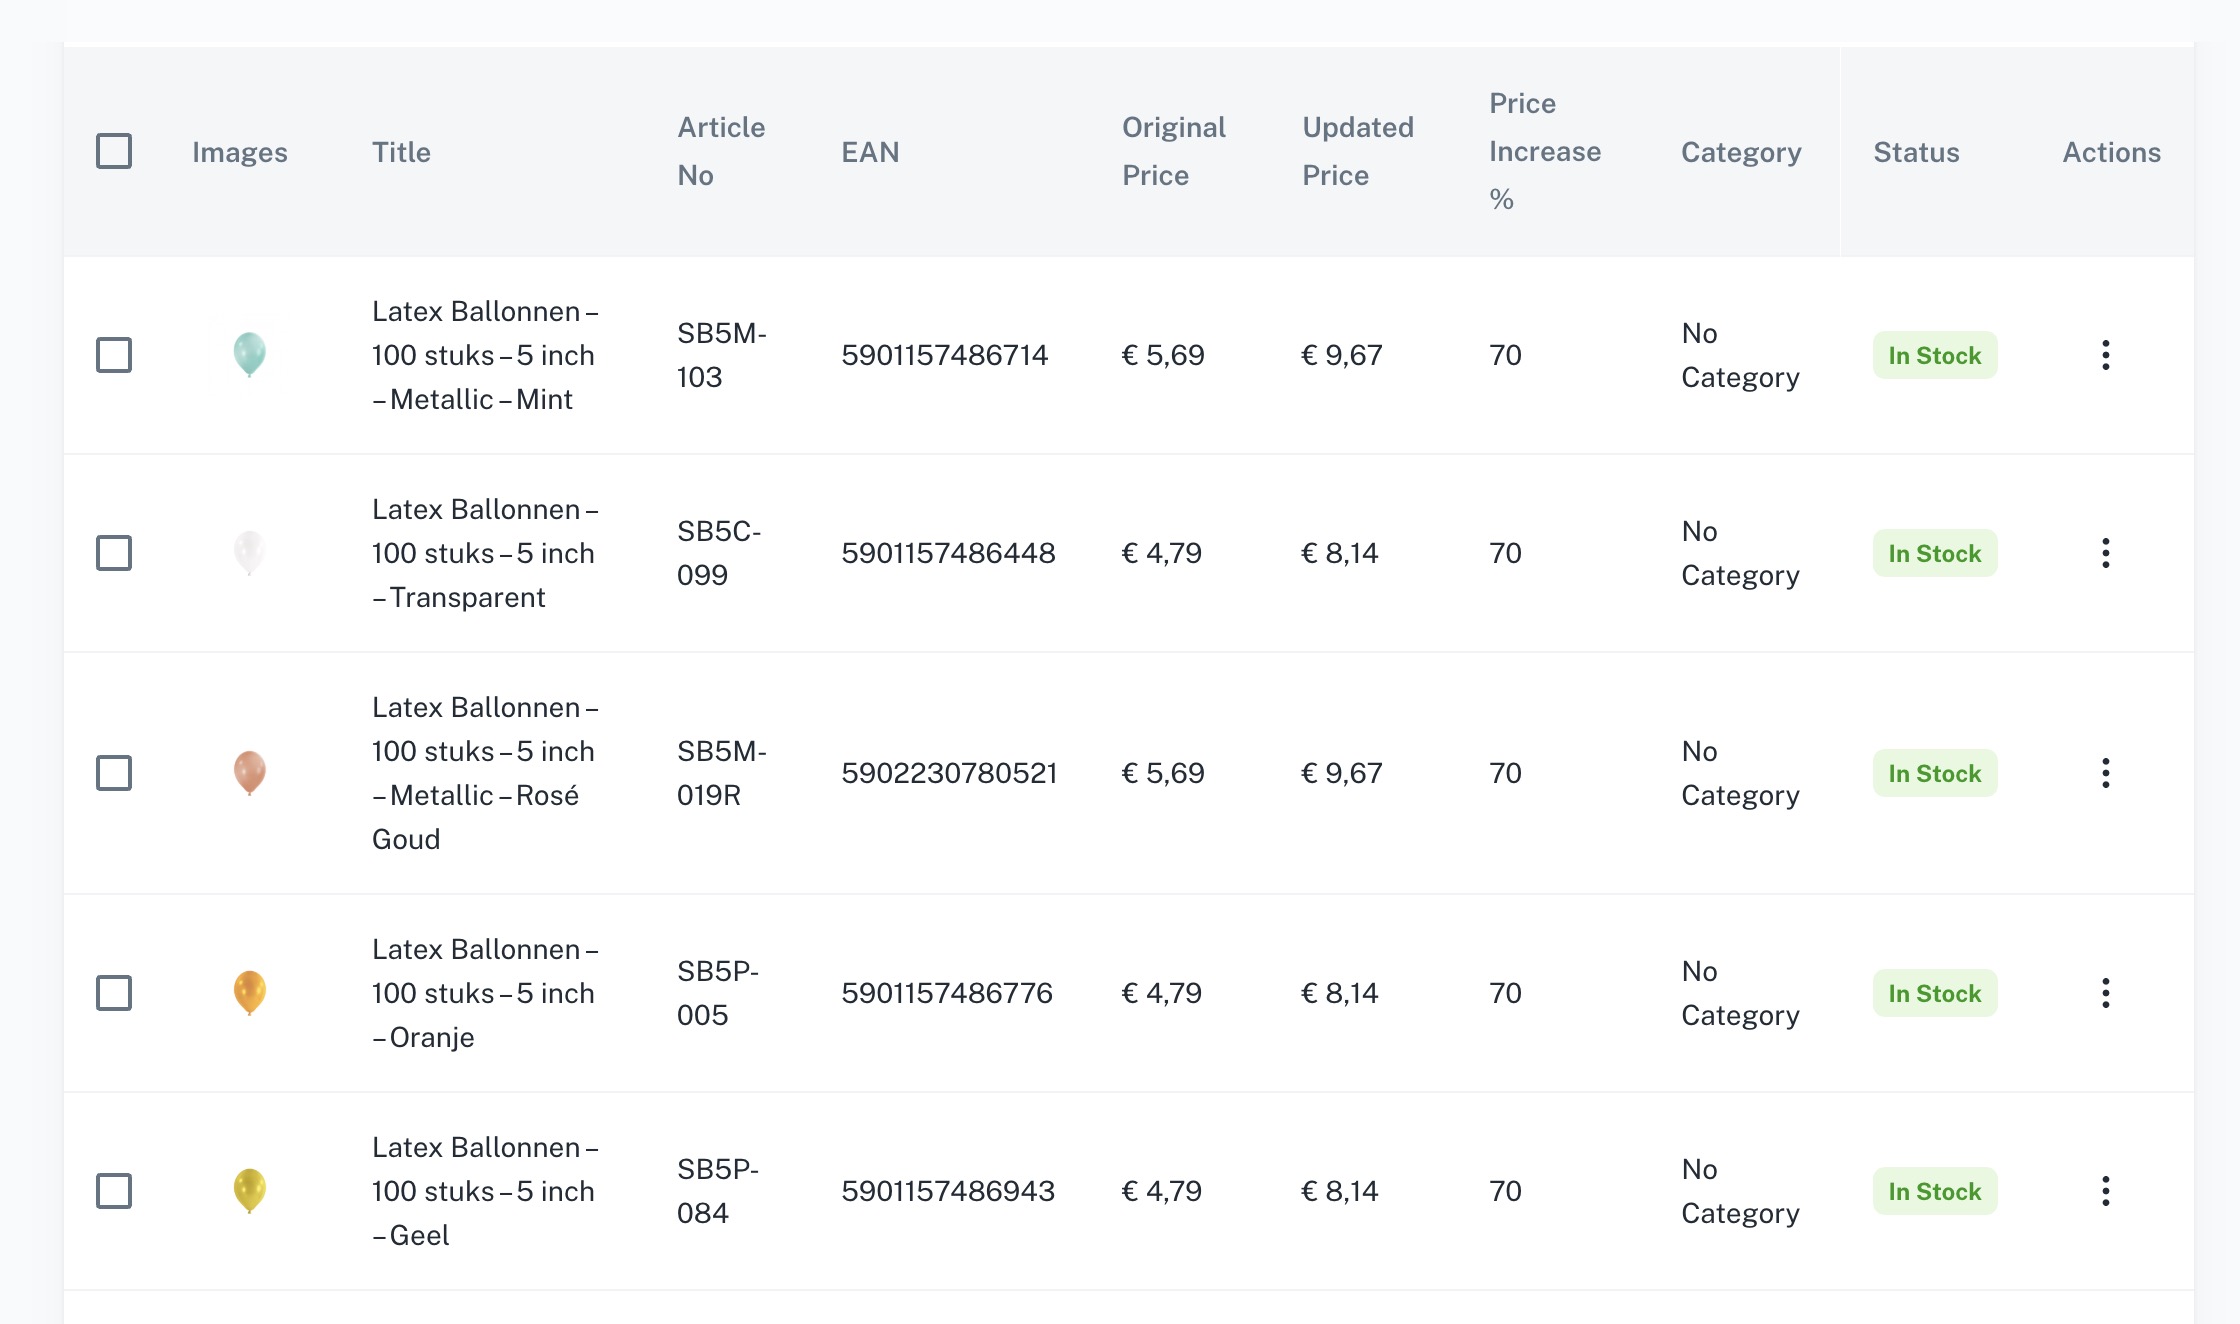 Images
Title
Article
No
EAN
Original
Price
Updated
Price
Price
Increase
%
Category
Status
Actions
Latex Ballonnen –
100 stuks – 5 inch
– Metallic – Mint
SB5M-
103
5901157486714
€ 5,69
€ 9,67
70
No
Category
In Stock
Latex Ballonnen –
100 stuks – 5 inch
– Transparent
SB5C-
099
5901157486448
€ 4,79
€ 8,14
70
No
Category
In Stock
Latex Ballonnen –
100 stuks – 5 inch
– Metallic – Rosé
Goud
SB5M-
019R
5902230780521
€ 5,69
€ 9,67
70
No
Category
In Stock
Latex Ballonnen –
100 stuks – 5 inch
– Oranje
SB5P-
005
5901157486776
€ 4,79
€ 8,14
70
No
Category
In Stock
Latex Ballonnen –
100 stuks – 5 inch
– Geel
SB5P-
084
5901157486943
€ 4,79
€ 8,14
70
No
Category
In Stock